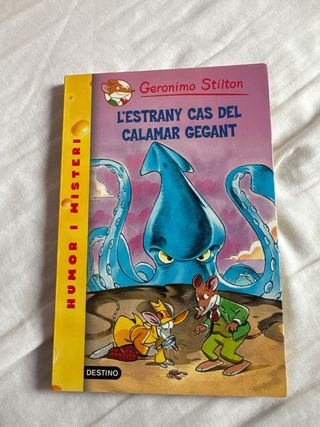 Geronimo Stilton
L'ESTRANY CAS DEL
CALAMAR GEGANT
HUMOR I MISTERI
DESTINO